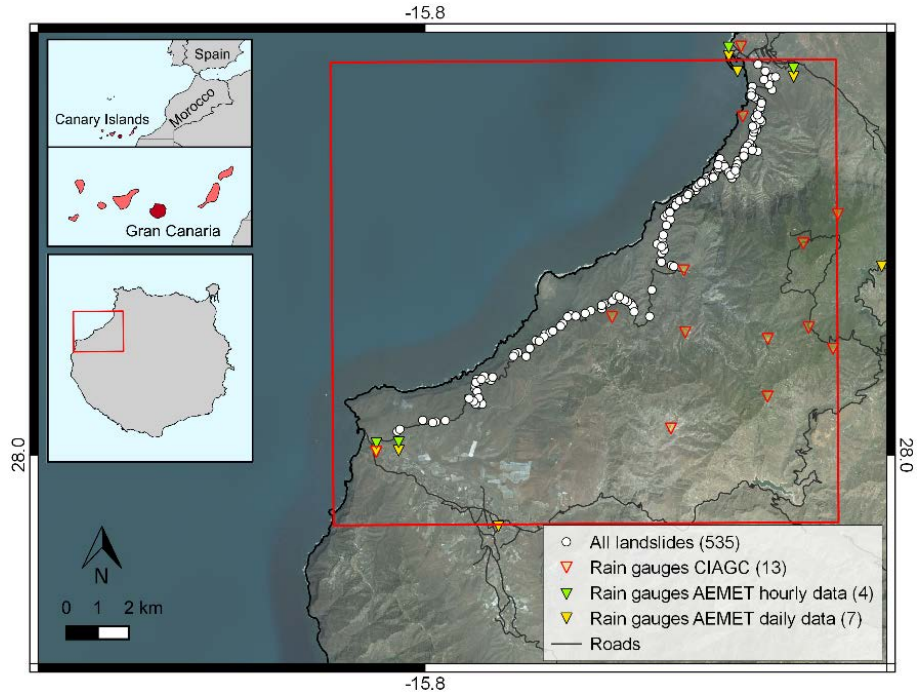 -15.8
Spain
Morocco
Canary Islands
Gran Canaria
28.0
28.0
N
0 1 2 km
All landslides (535)
Rain gauges CIAGC (13)
Rain gauges AEMET hourly data (4)
Rain gauges AEMET daily data (7)
Roads
-15.8